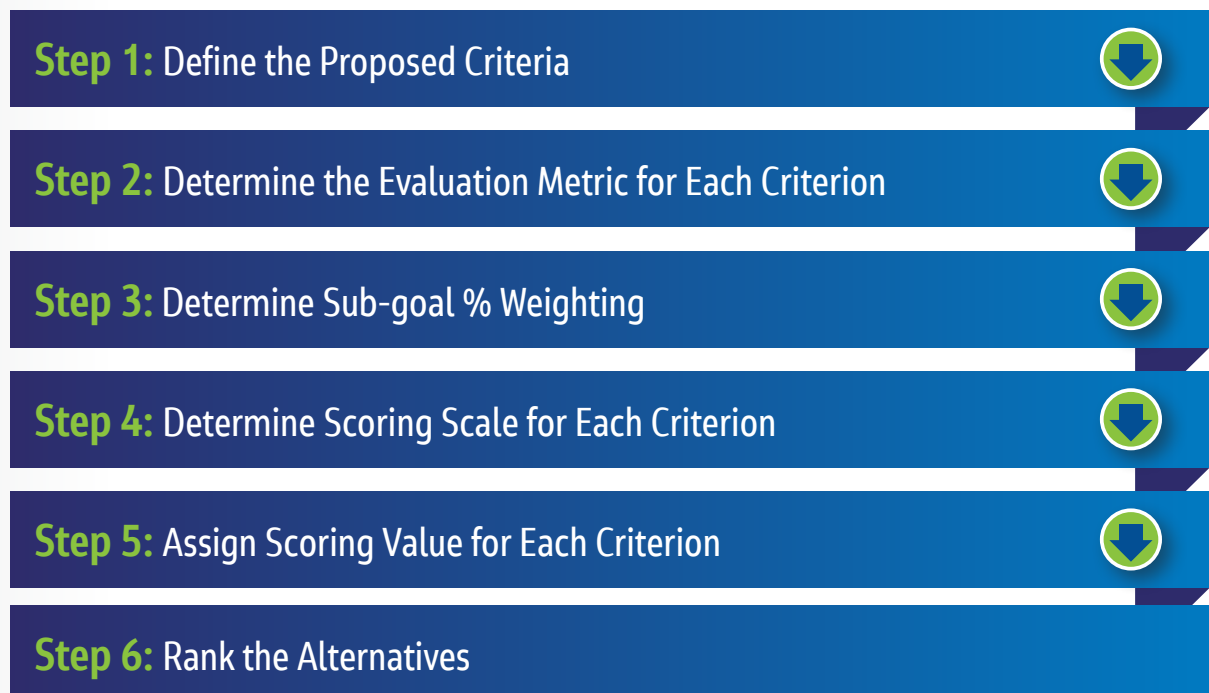 Step 1: Define the Proposed Criteria
Step 2: Determine the Evaluation Metric for Each Criterion
Step 3: Determine Sub-goal % Weighting
Step 4: Determine Scoring Scale for Each Criterion
Step 5: Assign Scoring Value for Each Criterion
Step 6: Rank the Alternatives